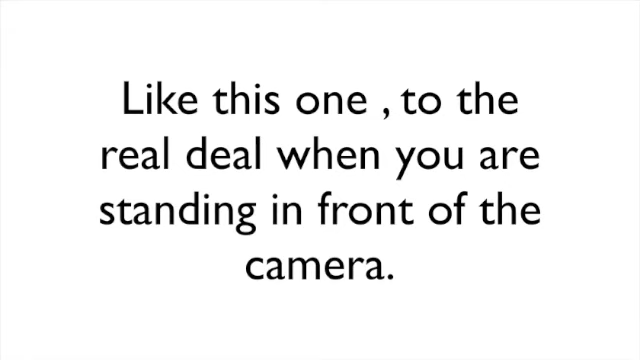 Like this one , to the
real deal when you are
standing in front of the
camera.